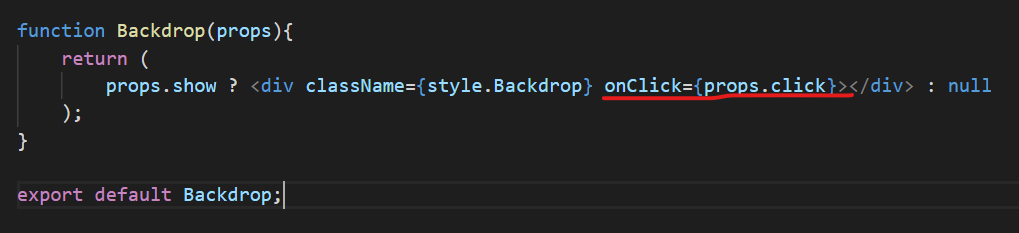 function Backdrop(props){
return (
props.show ? <div className={style.Backdrop} onClick={props.click}></div> : null
);
}
export default Backdrop;